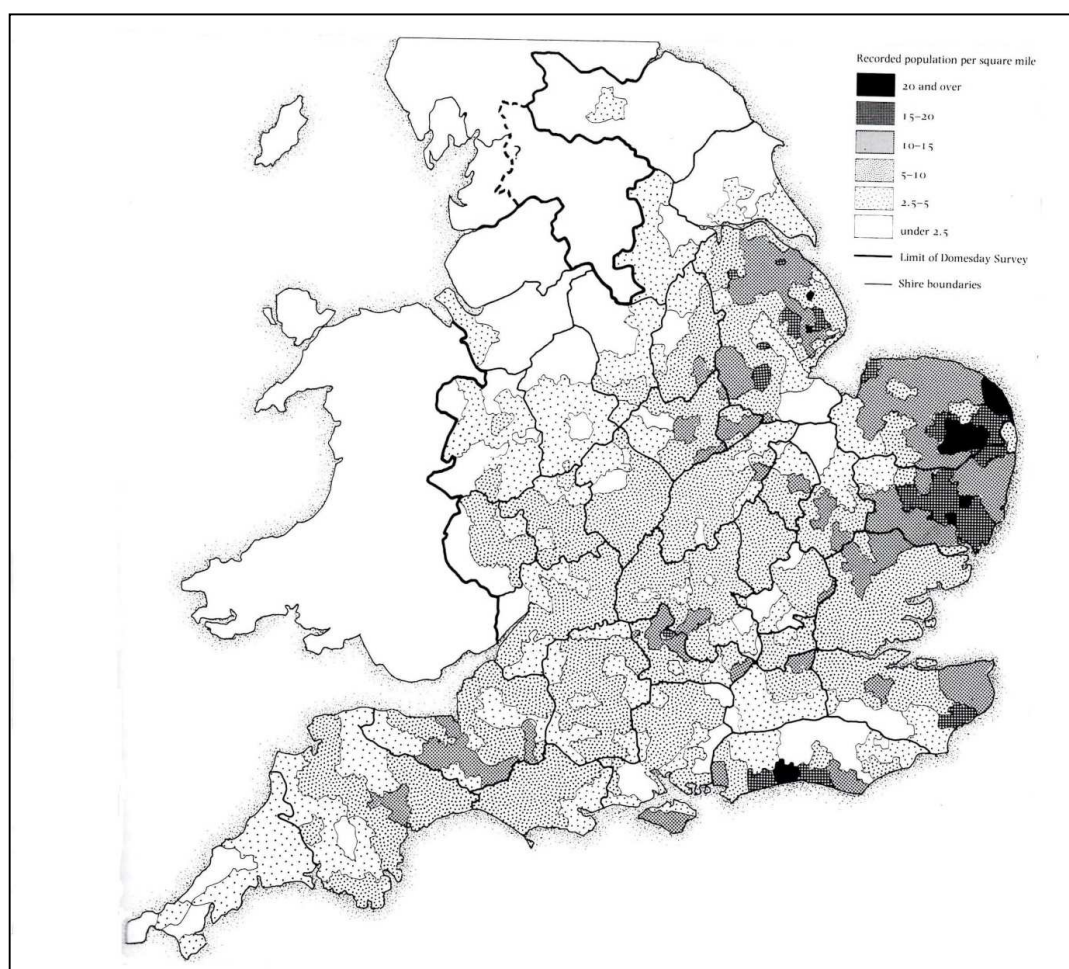 Recorded population per square mile
20 and over
15–20
10–15
5–10
2.5–5
under 2.5
Limit of Domesday Survey
Shire boundaries